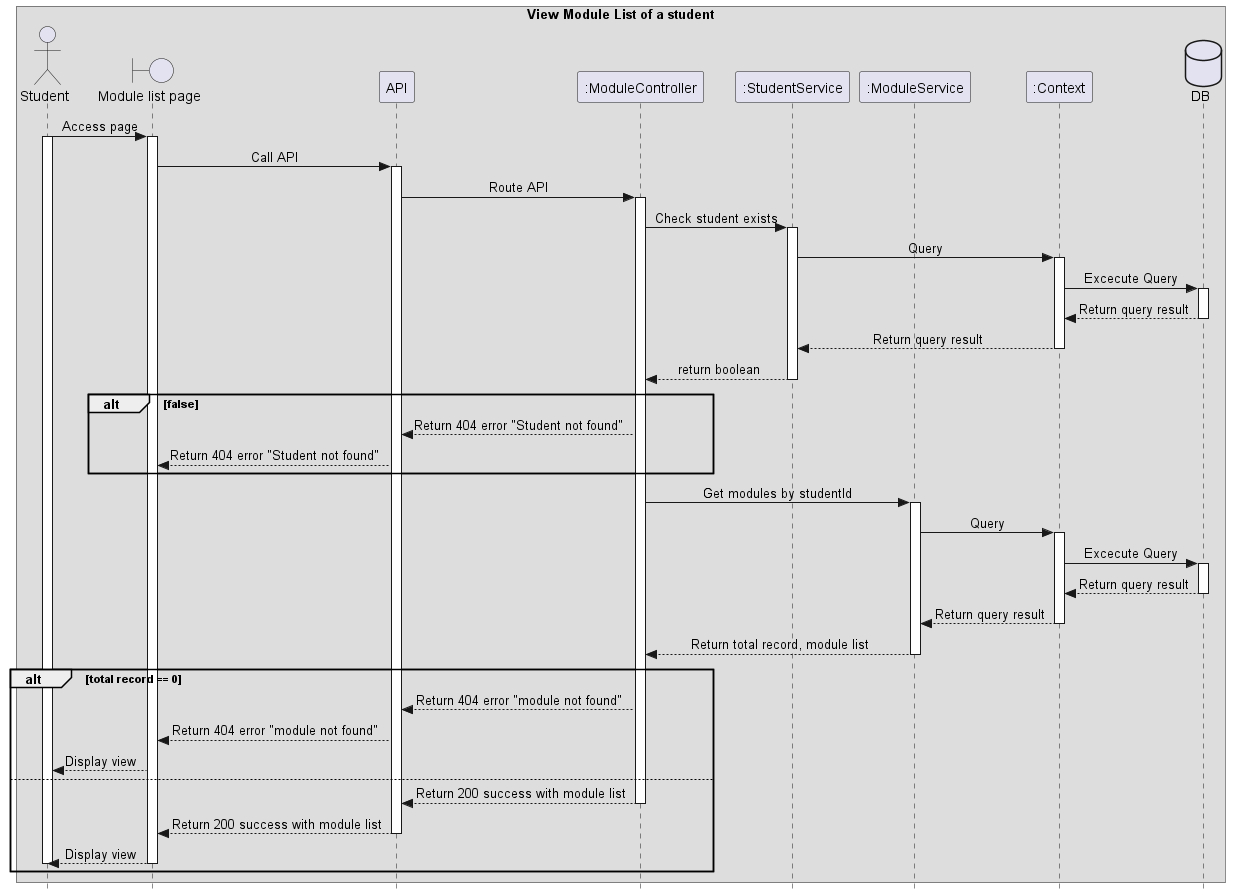 View Module List of a student
Student
Module list page
API
:ModuleController
:StudentService
:ModuleService
:Context
DB
Access page
Call API
Route API
Check student exists
Query
Excecute Query
Return query result
Return query result
return boolean
alt [false]
Return 404 error "Student not found"
Return 404 error "Student not found"
Get modules by studentId
Query
Excecute Query
Return query result
Return query result
Return total record, module list
alt [total record == 0]
Return 404 error "module not found"
Return 404 error "module not found"
Display view
Return 200 success with module list
Return 200 success with module list
Display view